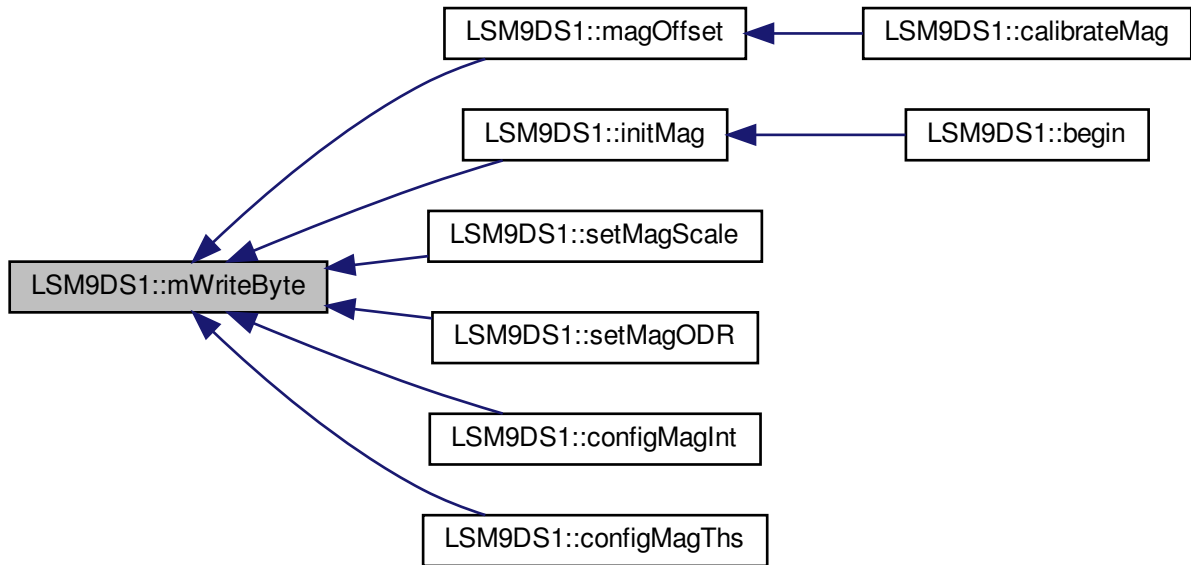 LSM9DS1::magOffset
LSM9DS1::calibrateMag
LSM9DS1::initMag
LSM9DS1::begin
LSM9DS1::setMagScale
LSM9DS1::mWriteByte
LSM9DS1::setMagODR
LSM9DS1::configMagInt
LSM9DS1::configMagThs